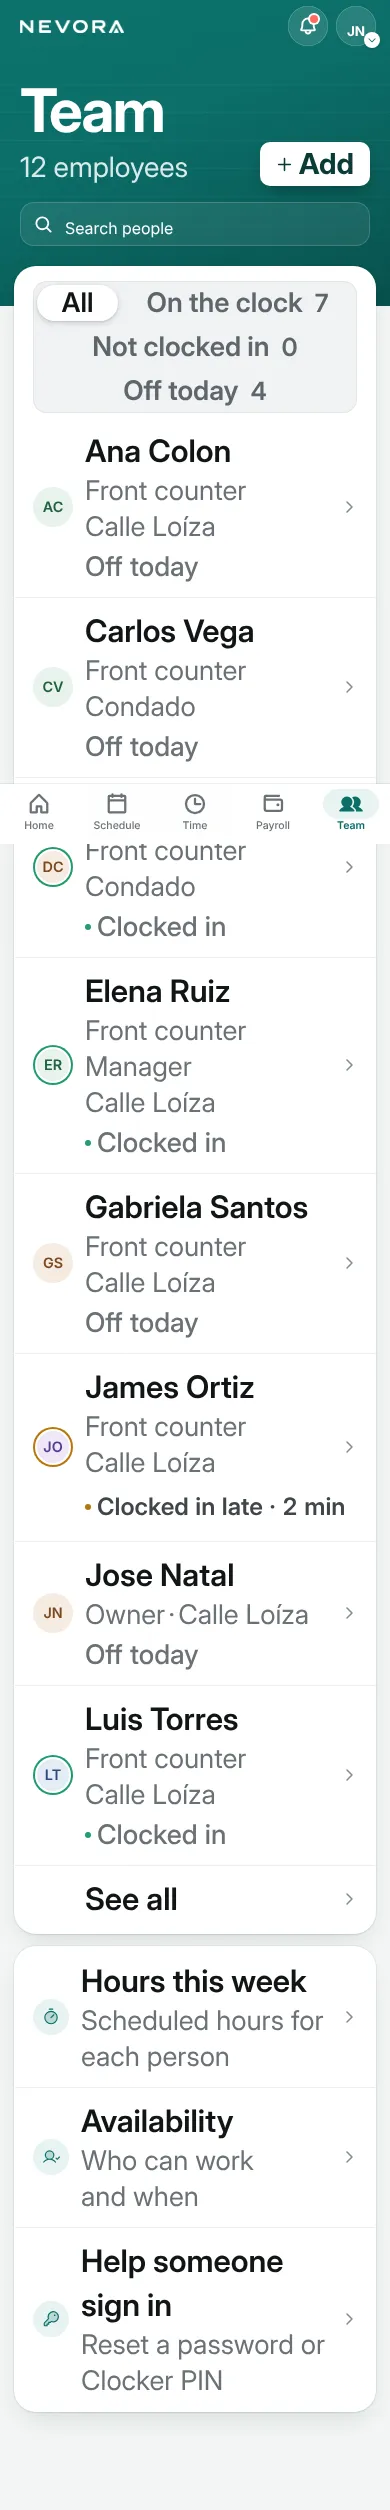 NEVORA
JN
Team
12 employees
+ Add
Search people
All On the clock 7
Not clocked in 0
Off today 4
Ana Colon
AC
Front counter
Calle Loíza
Off today
Carlos Vega
CV
Front counter
Condado
Off today
Home Schedule Time Payroll Team
DC
Front counter
Condado
Clocked in
Elena Ruiz
ER
Front counter
Manager
Calle Loíza
Clocked in
Gabriela Santos
GS
Front counter
Calle Loíza
Off today
James Ortiz
JO
Front counter
Calle Loíza
Clocked in late · 2 min
Jose Natal
JN
Owner · Calle Loíza
Off today
Luis Torres
LT
Front counter
Calle Loíza
Clocked in
See all
Hours this week
Scheduled hours for
each person
Availability
Who can work
and when
Help someone
sign in
Reset a password or
Clocker PIN